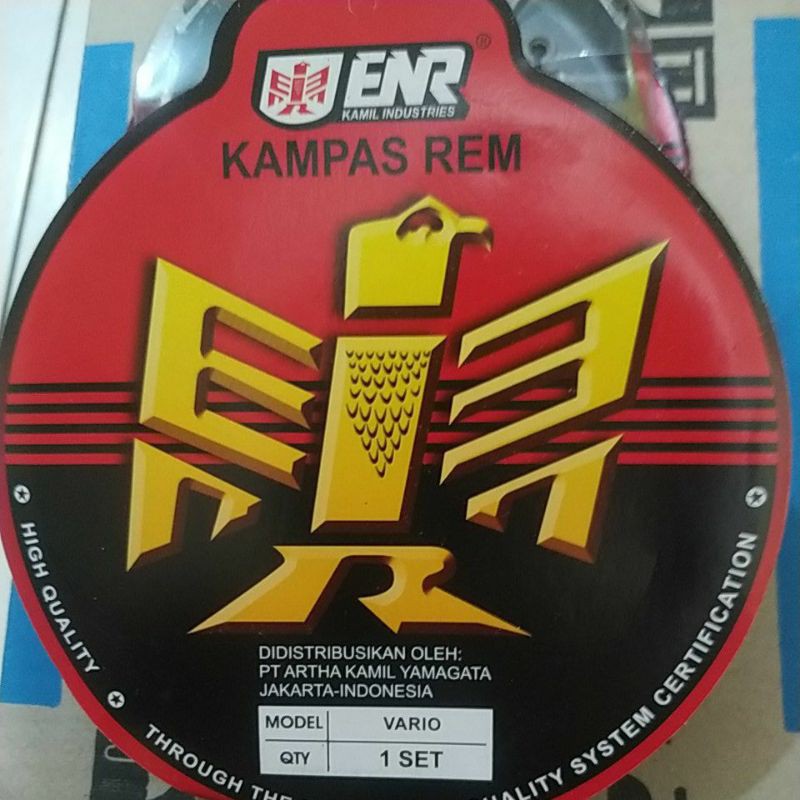 ENR
®
KAMIL INDUSTRIES
KAMPAS REM
HIGH QUALITY
DIDISTRIBUSIKAN OLEH:
PT ARTHA KAMIL YAMAGATA
JAKARTA-INDONESIA
MODEL VARIO
QTY 1 SET
THROUGH THE
QUALITY SYSTEM CERTIFICATION